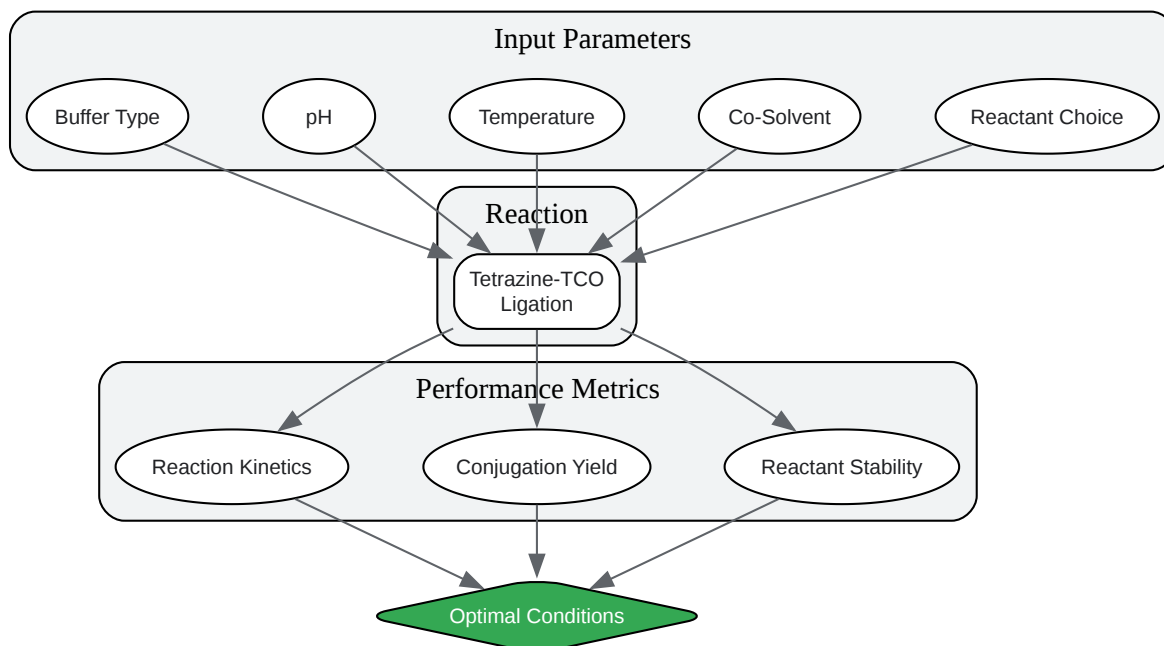 Input Parameters
Buffer Type
pH
Temperature
Co-Solvent
Reactant Choice
Reaction
Tetrazine-TCO
Ligation
Performance Metrics
Reaction Kinetics
Conjugation Yield
Reactant Stability
Optimal Conditions